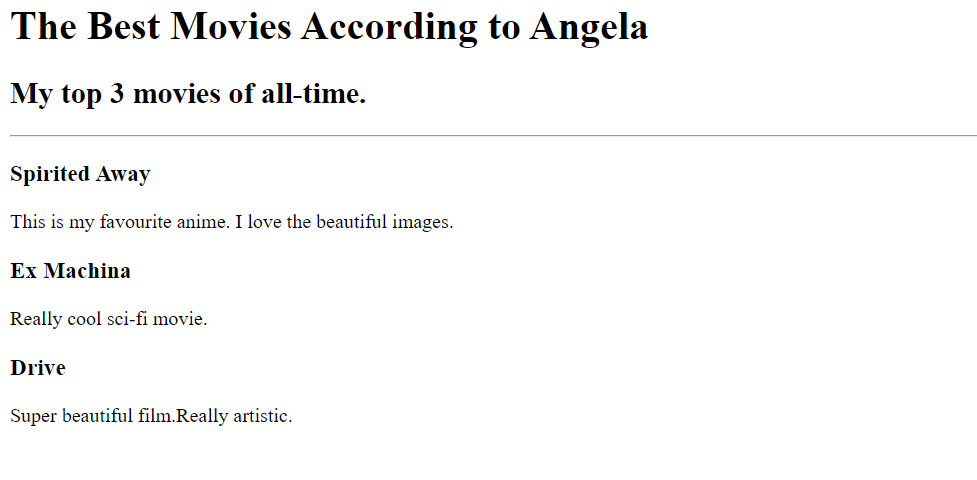 The Best Movies According to Angela
My top 3 movies of all-time.
Spirited Away
This is my favourite anime. I love the beautiful images.
Ex Machina
Really cool sci-fi movie.
Drive
Super beautiful film.Really artistic.